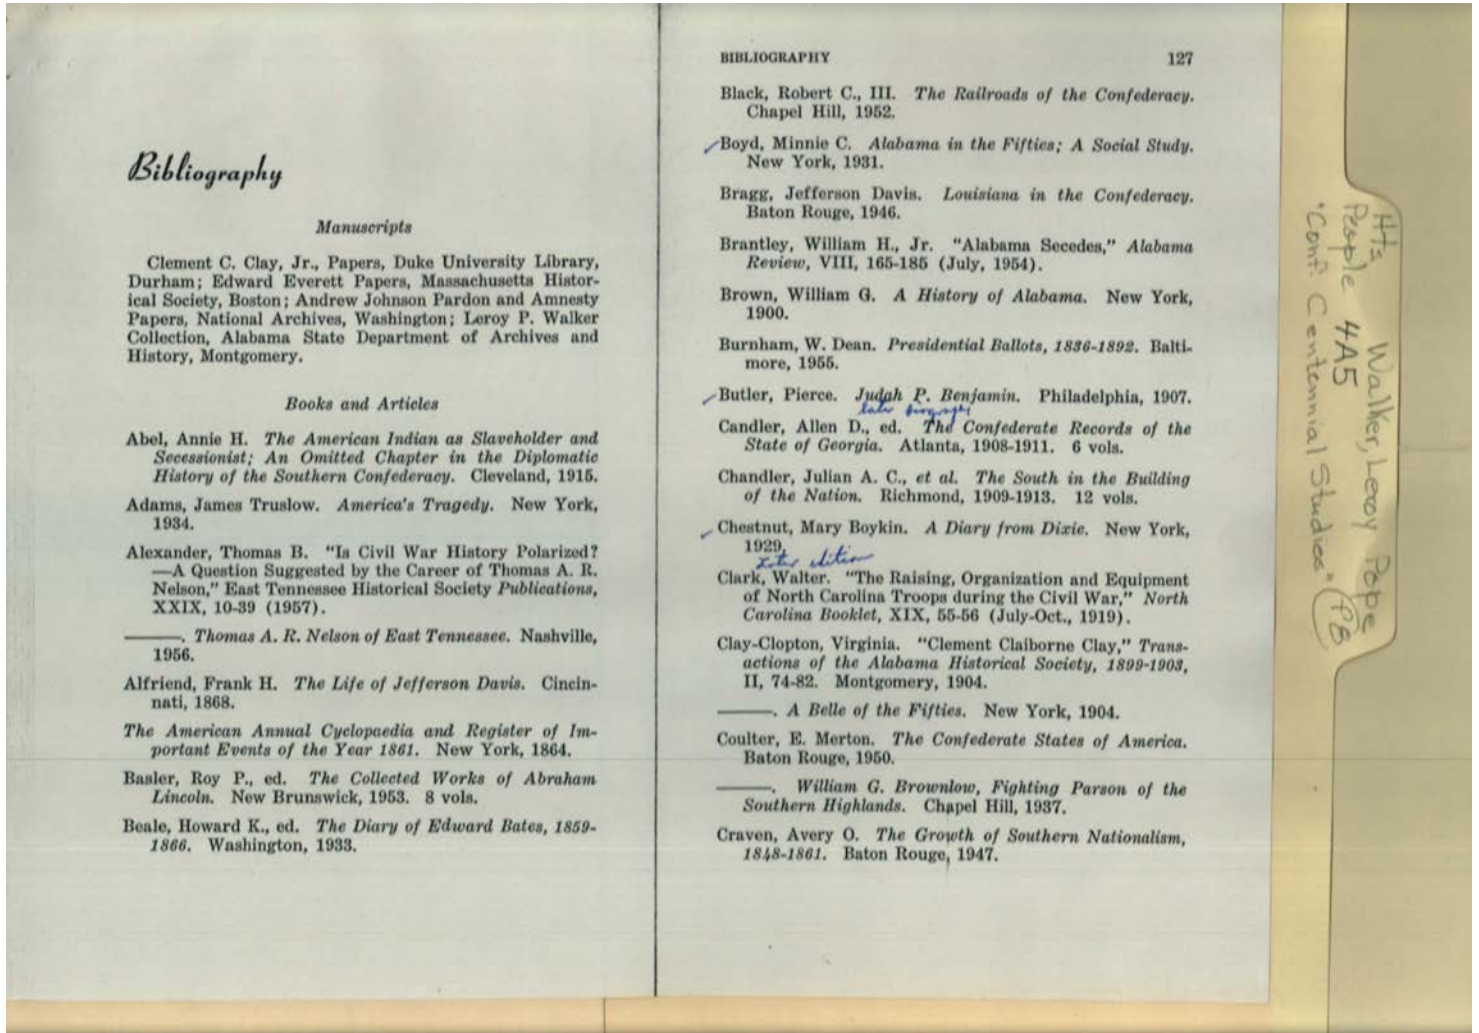 Bibliography
Manuscripts
Clement C. Clay, Jr., Papers, Duke University Library,
Durham; Edward Everett Papers, Massachusetts Histor-
ical Society, Boston; Andrew Johnson Pardon and Amnesty
Papers, National Archives, Washington; Leroy P. Walker
Collection, Alabama State Department of Archives and
History, Montgomery.
Books and Articles
Abel, Annie H. The American Indian as Slaveholder and
Secessionist; An Omitted Chapter in the Diplomatic
History of the Southern Confederacy. Cleveland, 1915.
Adams, James Truslow. America's Tragedy. New York,
1934.
Alexander, Thomas B. "Is Civil War History Polarized?
—A Question Suggested by the Career of Thomas A. R.
Nelson," East Tennessee Historical Society Publications,
XXIX, 10-39 (1957).
———. Thomas A. R. Nelson of East Tennessee. Nashville,
1956.
Alfriend, Frank H. The Life of Jefferson Davis. Cincin-
nati, 1868.
The American Annual Cyclopaedia and Register of Im-
portant Events of the Year 1861. New York, 1864.
Basler, Roy P., ed. The Collected Works of Abraham
Lincoln. New Brunswick, 1953. 8 vols.
Beale, Howard K., ed. The Diary of Edward Bates, 1859-
1866. Washington, 1933.
BIBLIOGRAPHY 127
Black, Robert C., III. The Railroads of the Confederacy.
Chapel Hill, 1952.
Boyd, Minnie C. Alabama in the Fifties; A Social Study.
New York, 1931.
Bragg, Jefferson Davis. Louisiana in the Confederacy.
Baton Rouge, 1946.
Brantley, William H., Jr. "Alabama Secedes," Alabama
Review, VIII, 165-185 (July, 1954).
Brown, William G. A History of Alabama. New York,
1900.
Burnham, W. Dean. Presidential Ballots, 1836-1892. Balti-
more, 1955.
Butler, Pierce. Judah P. Benjamin. Philadelphia, 1907.
later biography
Candler, Allen D., ed. The Confederate Records of the
State of Georgia. Atlanta, 1908-1911. 6 vols.
Chandler, Julian A. C., et al. The South in the Building
of the Nation. Richmond, 1909-1913. 12 vols.
Chestnut, Mary Boykin. A Diary from Dixie. New York,
1929.
later edition
Clark, Walter. "The Raising, Organization and Equipment
of North Carolina Troops during the Civil War," North
Carolina Booklet, XIX, 55-56 (July-Oct., 1919).
Clay-Clopton, Virginia. "Clement Claiborne Clay," Trans-
actions of the Alabama Historical Society, 1899-1903,
II, 74-82. Montgomery, 1904.
———. A Belle of the Fifties. New York, 1904.
Coulter, E. Merton. The Confederate States of America.
Baton Rouge, 1950.
———. William G. Brownlow, Fighting Parson of the
Southern Highlands. Chapel Hill, 1937.
Craven, Avery O. The Growth of Southern Nationalism,
1848-1861. Baton Rouge, 1947.
Hts Walker, Leroy Pope
People 4A5
"Conf. Centennial Studies" PB